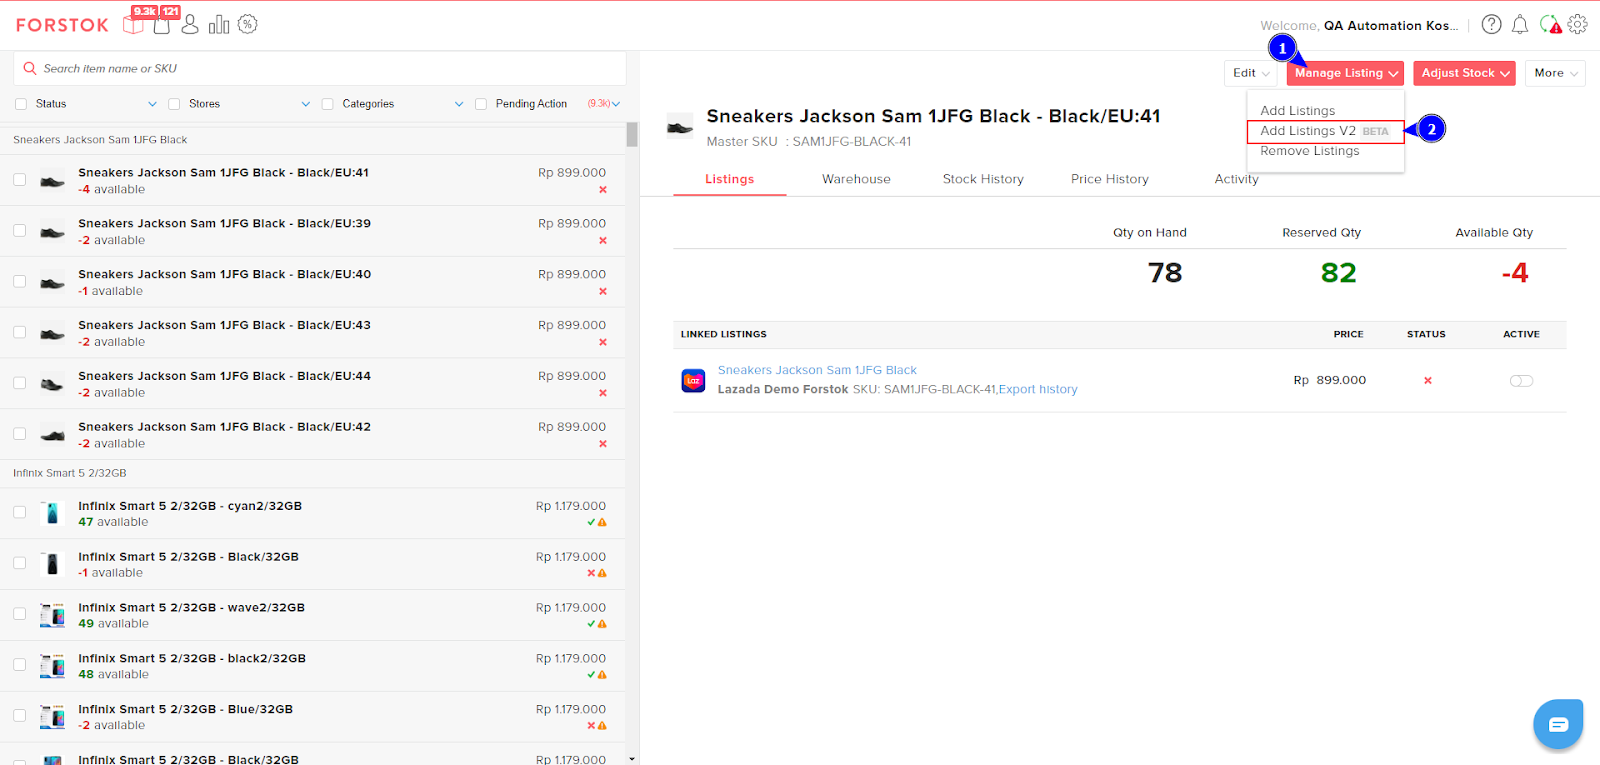 FORSTOK
9.3k
121
Welcome, QA Automation Kos...
1
Search item name or SKU
Edit
Manage Listing
Adjust Stock
More
Status
Stores
Categories
Pending Action (9.3k)
Add Listings
Add Listings V2 BETA
2
Remove Listings
Sneakers Jackson Sam 1JFG Black - Black/EU:41
Master SKU : SAM1JFG-BLACK-41
Listings
Warehouse
Stock History
Price History
Activity
Sneakers Jackson Sam 1JFG Black
Sneakers Jackson Sam 1JFG Black - Black/EU:41 Rp 899.000
-4 available
Sneakers Jackson Sam 1JFG Black - Black/EU:39 Rp 899.000
-2 available
Sneakers Jackson Sam 1JFG Black - Black/EU:40 Rp 899.000
-1 available
Sneakers Jackson Sam 1JFG Black - Black/EU:43 Rp 899.000
-2 available
Sneakers Jackson Sam 1JFG Black - Black/EU:44 Rp 899.000
-2 available
Sneakers Jackson Sam 1JFG Black - Black/EU:42 Rp 899.000
-2 available
Infinix Smart 5 2/32GB
Infinix Smart 5 2/32GB - cyan2/32GB Rp 1.179.000
47 available
Infinix Smart 5 2/32GB - Black/32GB Rp 1.179.000
-1 available
Infinix Smart 5 2/32GB - wave2/32GB Rp 1.179.000
49 available
Infinix Smart 5 2/32GB - black2/32GB Rp 1.179.000
48 available
Infinix Smart 5 2/32GB - Blue/32GB Rp 1.179.000
-2 available
Infinix Smart 5 2/32GB - Black/32GB Rp 1.179.000
Qty on Hand Reserved Qty Available Qty
78 82 -4
LINKED LISTINGS PRICE STATUS ACTIVE
Laz
Sneakers Jackson Sam 1JFG Black
Lazada Demo Forstok SKU: SAM1JFG-BLACK-41,Export history
Rp 899.000